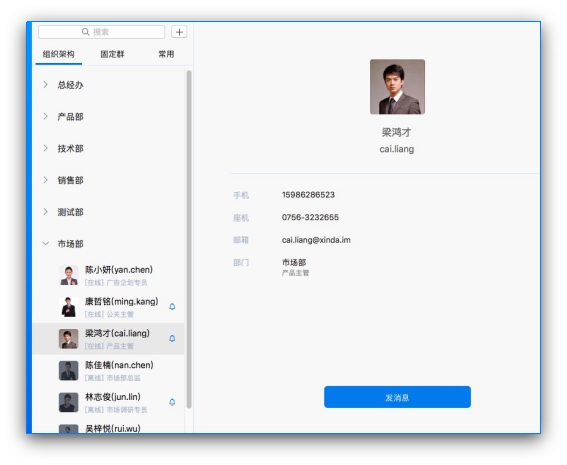 搜索
组织架构 固定群 常用
总经办
产品部
技术部
销售部
测试部
市场部
陈小妍(yan.chen)
[在线] 广告企划专员
康哲铭(ming.kang)
[在线] 公关主管
梁鸿才(cai.liang)
[在线] 产品主管
陈佳楠(nan.chen)
[离线] 市场部总监
林志俊(jun.lin)
[离线] 市场调研专员
吴梓悦(rui.wu)
梁鸿才
cai.liang
手机 15986286523
座机 0756-3232655
邮箱 cai.liang@xinda.im
部门 市场部
产品主管
发消息